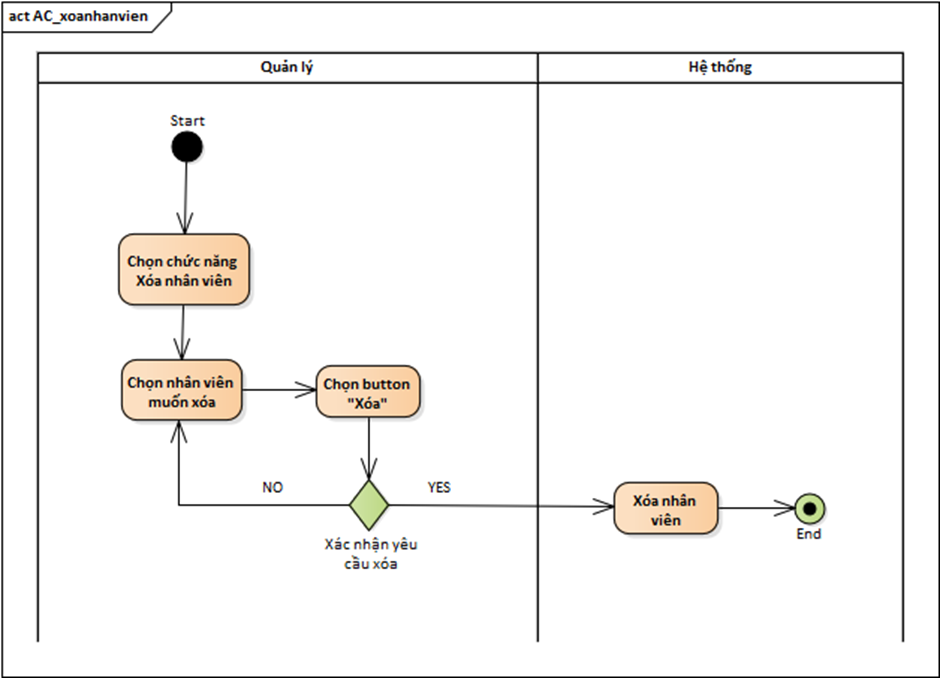 act AC_xoanhanvien
Quản lý
Hệ thống
Start
Chọn chức năng
Xóa nhân viên
Chọn nhân viên
muốn xóa
Chọn button
"Xóa"
NO
YES
Xác nhận yêu
cầu xóa
Xóa nhân
viên
End